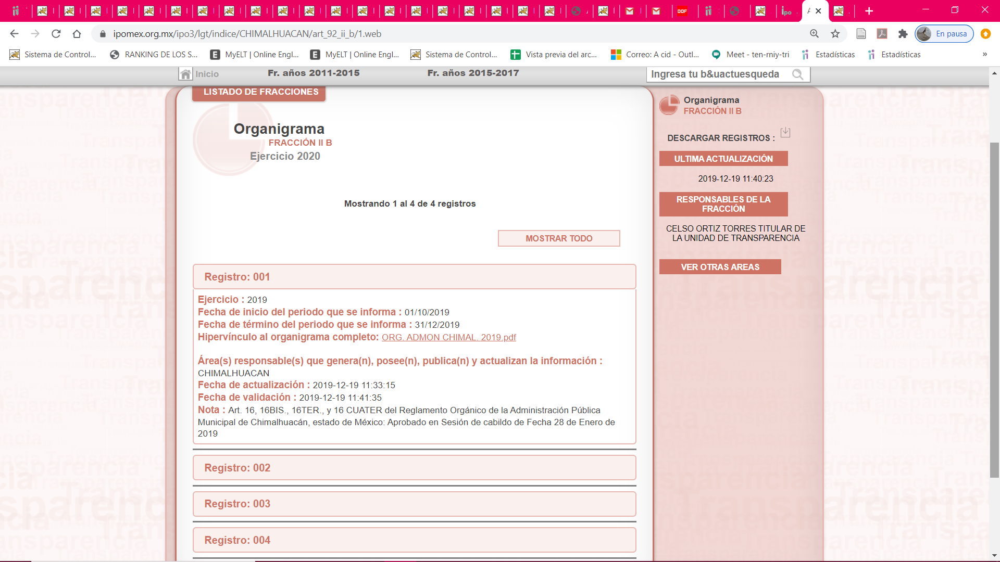 ipomex.org.mx/ipo3/lgt/indice/CHIMALHUACAN/art_92_ii_b/1.web
En pausa
Sistema de Control...
RANKING DE LOS S...
MyELT | Online Engl...
MyELT | Online Engl...
Sistema de Control...
Vista previa del arc...
Correo: A cid - Outl...
Meet - ten-rniy-tri
Estadísticas
Estadísticas
»
Inicio
Fr. años 2011-2015
Fr. años 2015-2017
Ingresa tu b&uactuesqueda
LISTADO DE FRACCIONES
Organigrama
FRACCIÓN II B
Ejercicio 2020
Mostrando 1 al 4 de 4 registros
MOSTRAR TODO
Registro: 001
Ejercicio : 2019
Fecha de inicio del periodo que se informa : 01/10/2019
Fecha de término del periodo que se informa : 31/12/2019
Hipervínculo al organigrama completo: ORG. ADMON CHIMAL. 2019.pdf
Área(s) responsable(s) que genera(n), posee(n), publica(n) y actualizan la información :
CHIMALHUACAN
Fecha de actualización : 2019-12-19 11:33:15
Fecha de validación : 2019-12-19 11:41:35
Nota : Art. 16, 16BIS., 16TER., y 16 CUATER del Reglamento Orgánico de la Administración Pública
Municipal de Chimalhuacán, estado de México: Aprobado en Sesión de cabildo de Fecha 28 de Enero de
2019
Registro: 002
Registro: 003
Registro: 004
Organigrama
FRACCIÓN II B
DESCARGAR REGISTROS :
ULTIMA ACTUALIZACIÓN
2019-12-19 11:40:23
RESPONSABLES DE LA
FRACCIÓN
CELSO ORTIZ TORRES TITULAR DE
LA UNIDAD DE TRANSPARENCIA
VER OTRAS AREAS